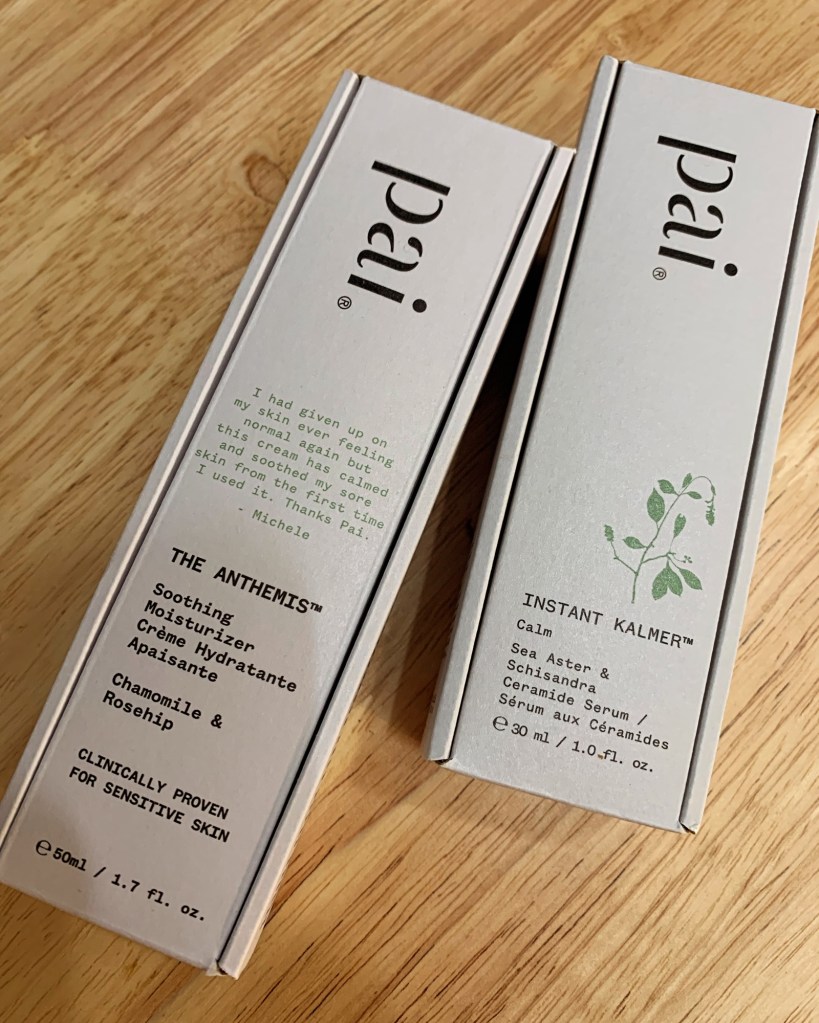 pai®
I had given up on
my skin ever feeling
normal again but
this cream has calmed
and soothed my sore
skin from the first time
I used it. Thanks Pai.
- Michele
THE ANTHEMIS™
Soothing
Moisturizer
Crème Hydratante
Apaisante
Chamomile &
Rosehip
CLINICALLY PROVEN
FOR SENSITIVE SKIN
℮50ml / 1.7 fl. oz.
pai®
INSTANT KALMER™
Calm
Sea Aster &
Schisandra
Ceramide Serum /
Sérum aux Céramides
℮30 ml / 1.0 fl. oz.